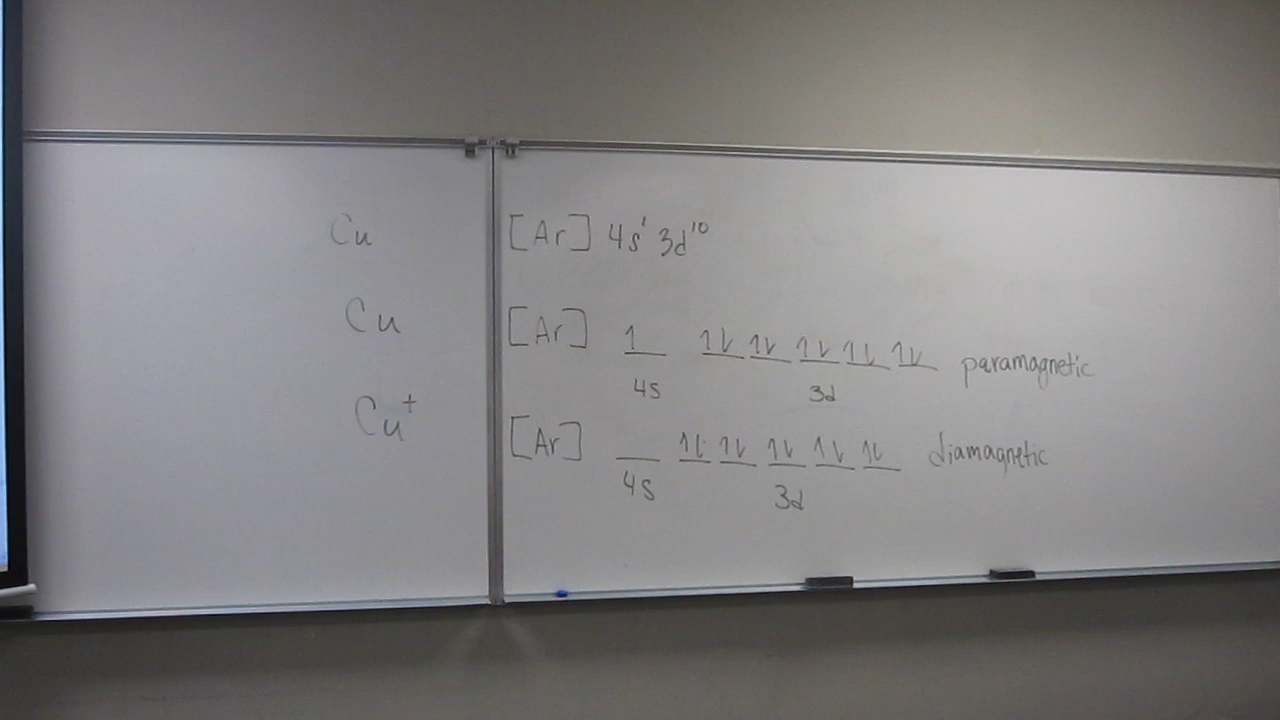 Cu [Ar] 4s¹ 3d¹⁰
Cu [Ar] 1 1l 1l 1l 1l 1l paramagnetic
4s 3d
Cu⁺ [Ar] 1l 1l 1l 1l 1l diamagnetic
4s 3d